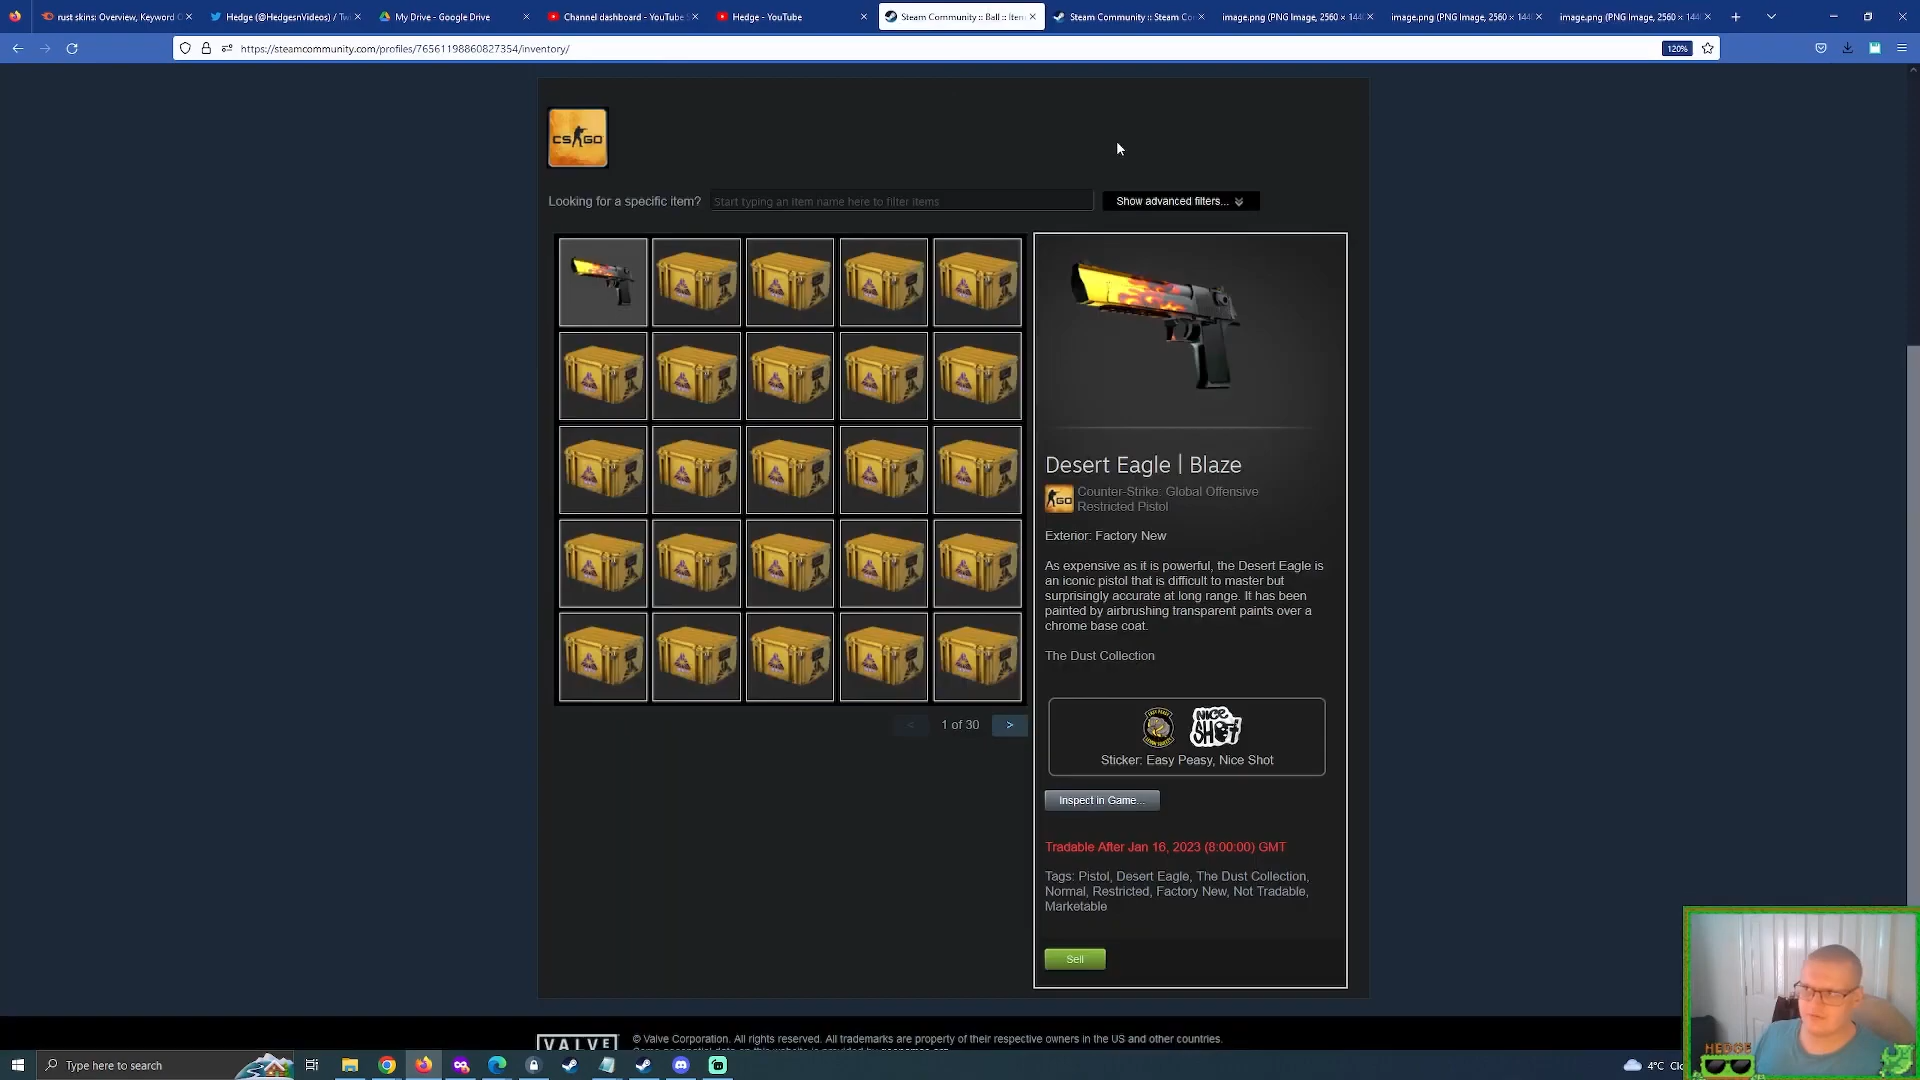 rust skins: Overview, Keyword O
Hedge (@HedgesnVideos) / Tw
My Drive - Google Drive
Channel dashboard - YouTube S
Hedge - YouTube
Steam Community :: Ball :: Item
Steam Community :: Steam Co
image.png (PNG Image, 2560 × 144
image.png (PNG Image, 2560 × 144
image.png (PNG Image, 2560 × 144
https://steamcommunity.com/profiles/76561198860827354/inventory/
120%
CS GO
Looking for a specific item?
Start typing an item name here to filter items
Show advanced filters...
Desert Eagle | Blaze
GO
Counter-Strike: Global Offensive
Restricted Pistol
Exterior: Factory New
As expensive as it is powerful, the Desert Eagle is
an iconic pistol that is difficult to master but
surprisingly accurate at long range. It has been
painted by airbrushing transparent paints over a
chrome base coat.
The Dust Collection
NICE SHOT
Sticker: Easy Peasy, Nice Shot
< 1 of 30 >
Inspect in Game...
Tradable After Jan 16, 2023 (8:00:00) GMT
Tags: Pistol, Desert Eagle, The Dust Collection,
Normal, Restricted, Factory New, Not Tradable,
Marketable
Sell
VALVE
© Valve Corporation. All rights reserved. All trademarks are property of their respective owners in the US and other countries.
Type here to search
4°C Clo
HEDGE